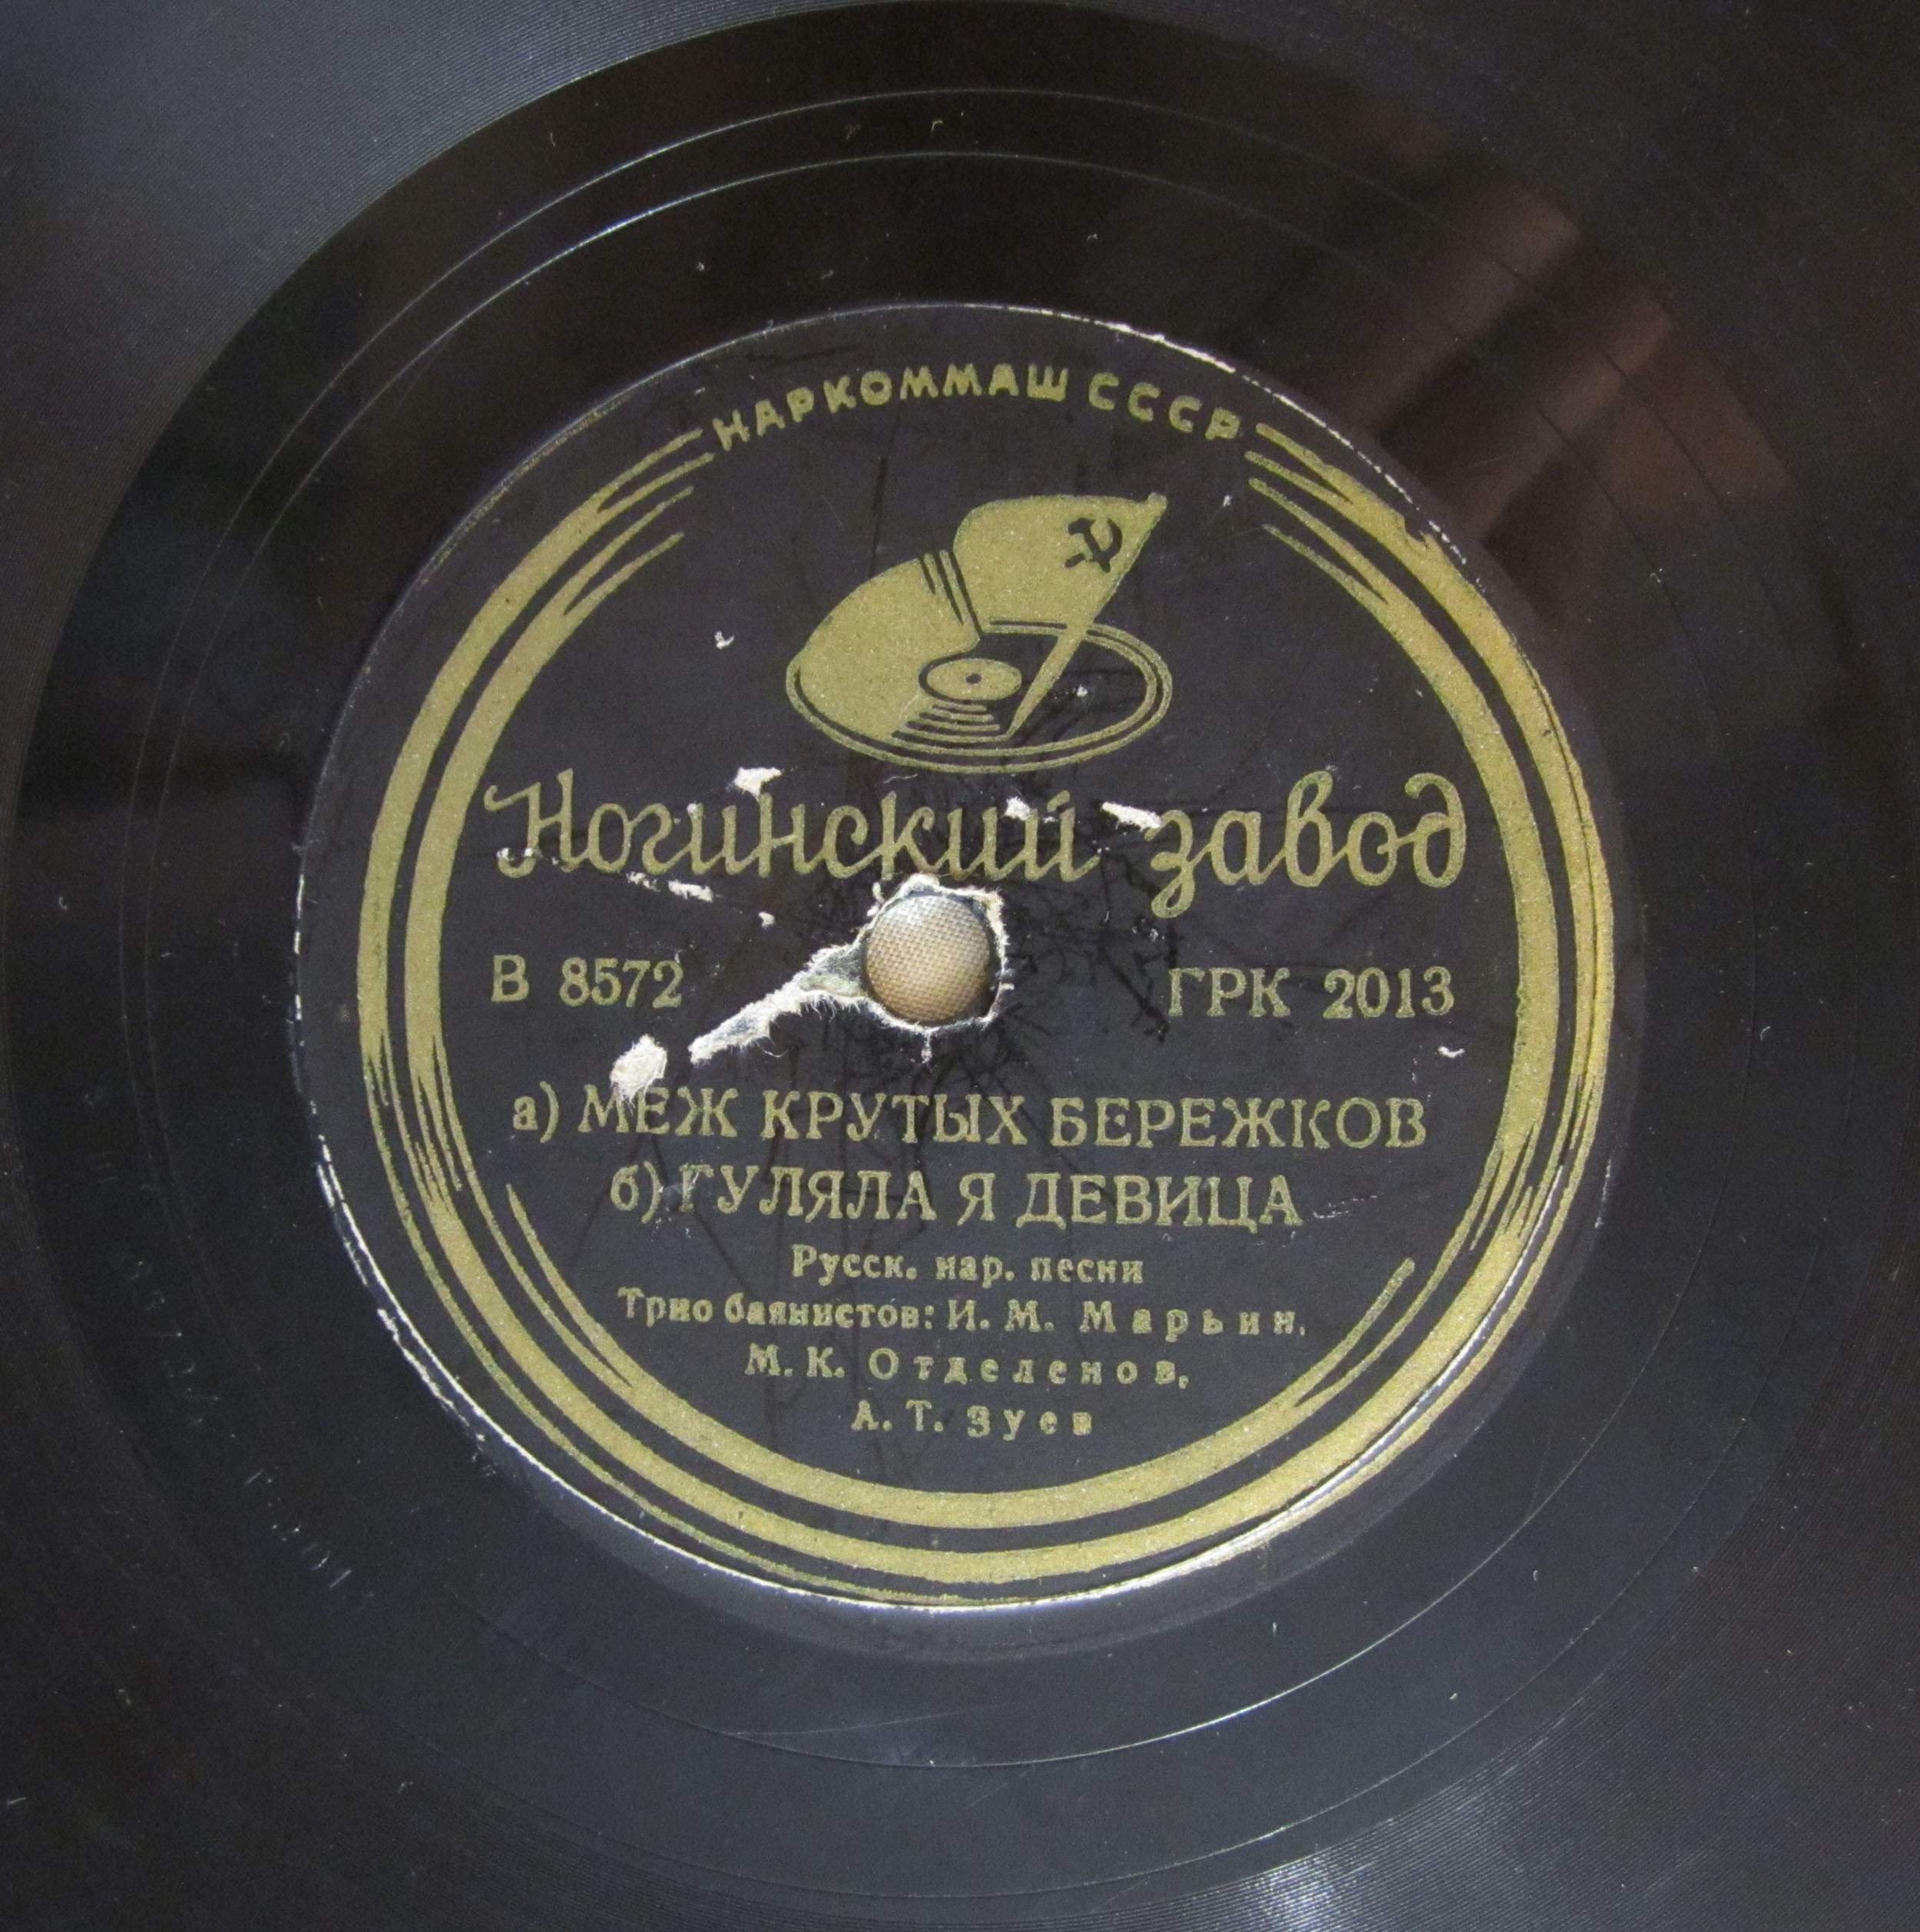 НАРКОММАШ СССР
Ногинский завод
В 8572 ГРК 2013
а) МЕЖ КРУТЫХ БЕРЕЖКОВ
б) ГУЛЯЛА Я ДЕВИЦА
Русск. нар. песни
Трио баянистов: И. М. Марьин,
М. К. Отделенов,
А. Т. Зуев